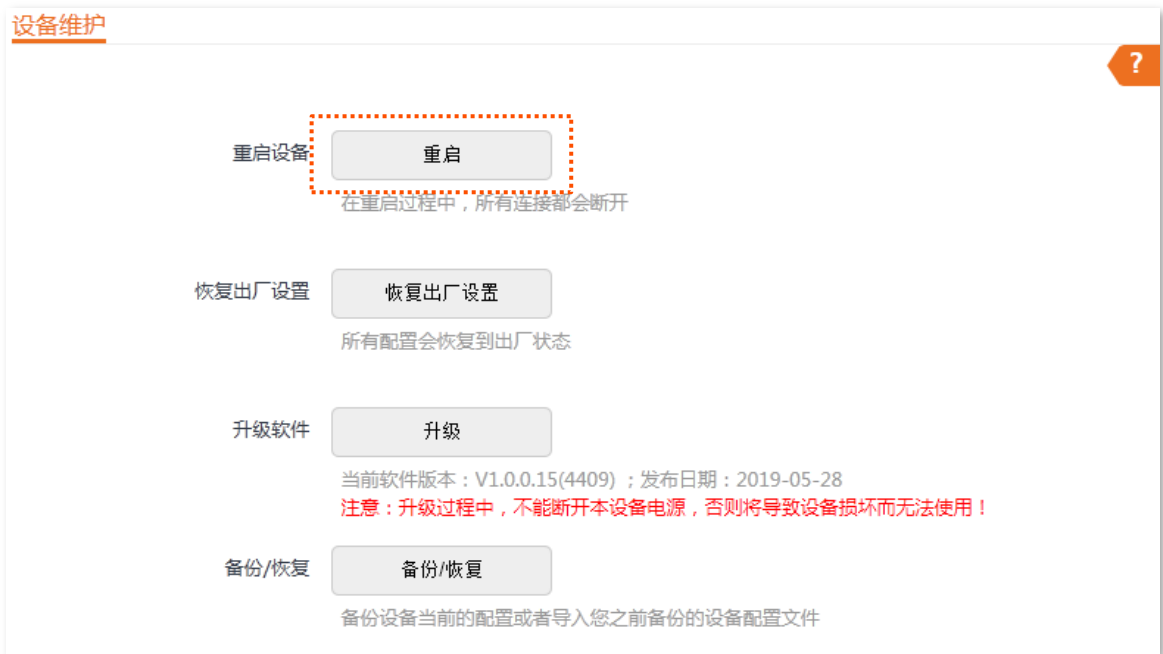 设备维护
?
重启设备 重启
在重启过程中，所有连接都会断开
恢复出厂设置 恢复出厂设置
所有配置会恢复到出厂状态
升级软件 升级
当前软件版本：V1.0.0.15(4409) ；发布日期：2019-05-28
注意：升级过程中，不能断开本设备电源，否则将导致设备损坏而无法使用！
备份/恢复 备份/恢复
备份设备当前的配置或者导入您之前备份的设备配置文件